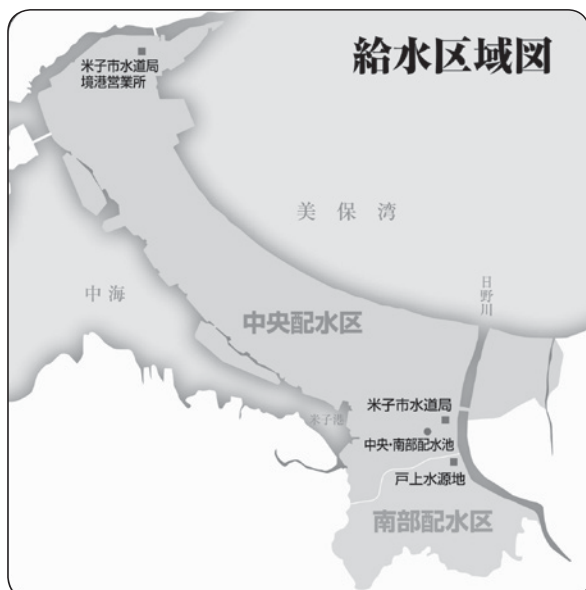 給水区域図
米子市水道局
境港営業所
美保湾
日野川
中海
中央配水区
米子港
米子市水道局
中央・南部配水池
戸上水源地
南部配水区